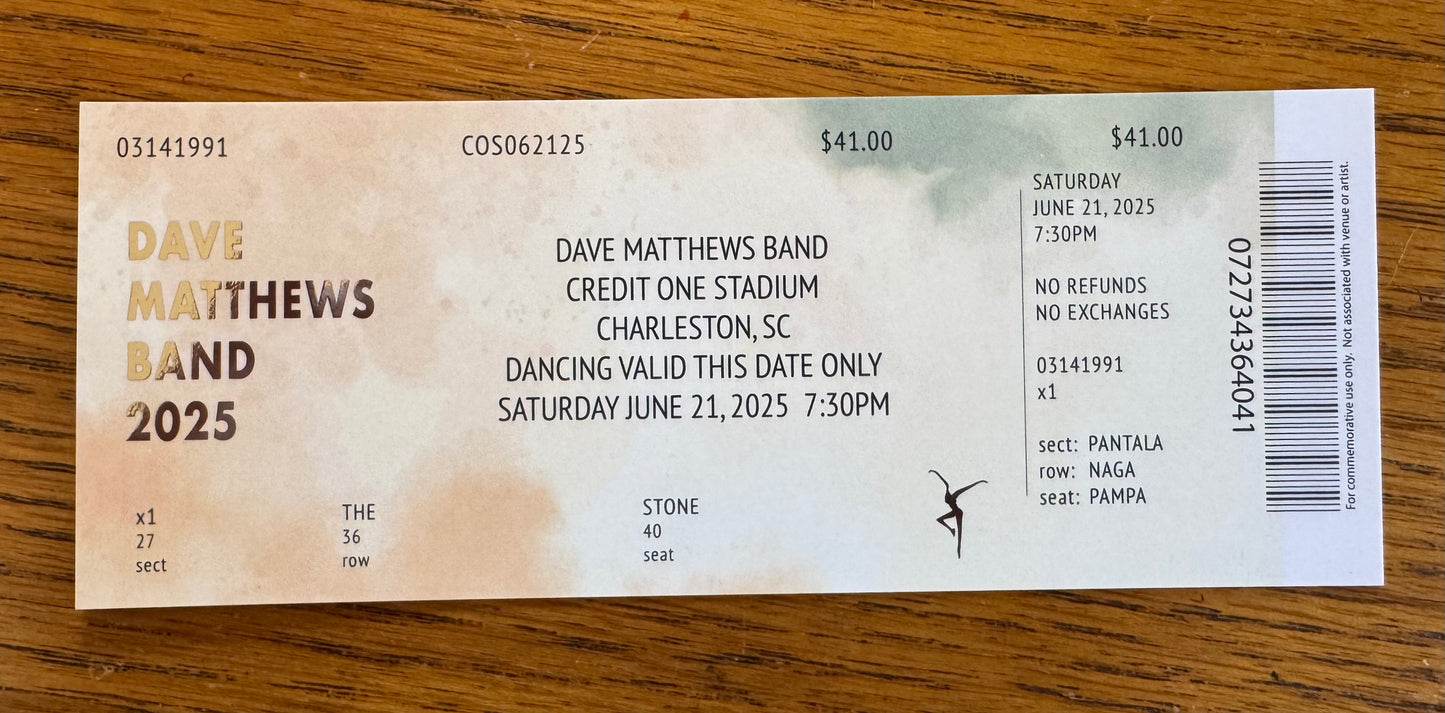 03141991
COS062125
$41.00
$41.00
DAVE
MATTHEWS
BAND
2025
DAVE MATTHEWS BAND
CREDIT ONE STADIUM
CHARLESTON, SC
DANCING VALID THIS DATE ONLY
SATURDAY JUNE 21, 2025 7:30PM
x1
27
sect
THE
36
row
STONE
40
seat
SATURDAY
JUNE 21, 2025
7:30PM
NO REFUNDS
NO EXCHANGES
03141991
x1
sect: PANTALA
row: NAGA
seat: PAMPA
072734364041
For commemorative use only. Not associated with venue or artist.